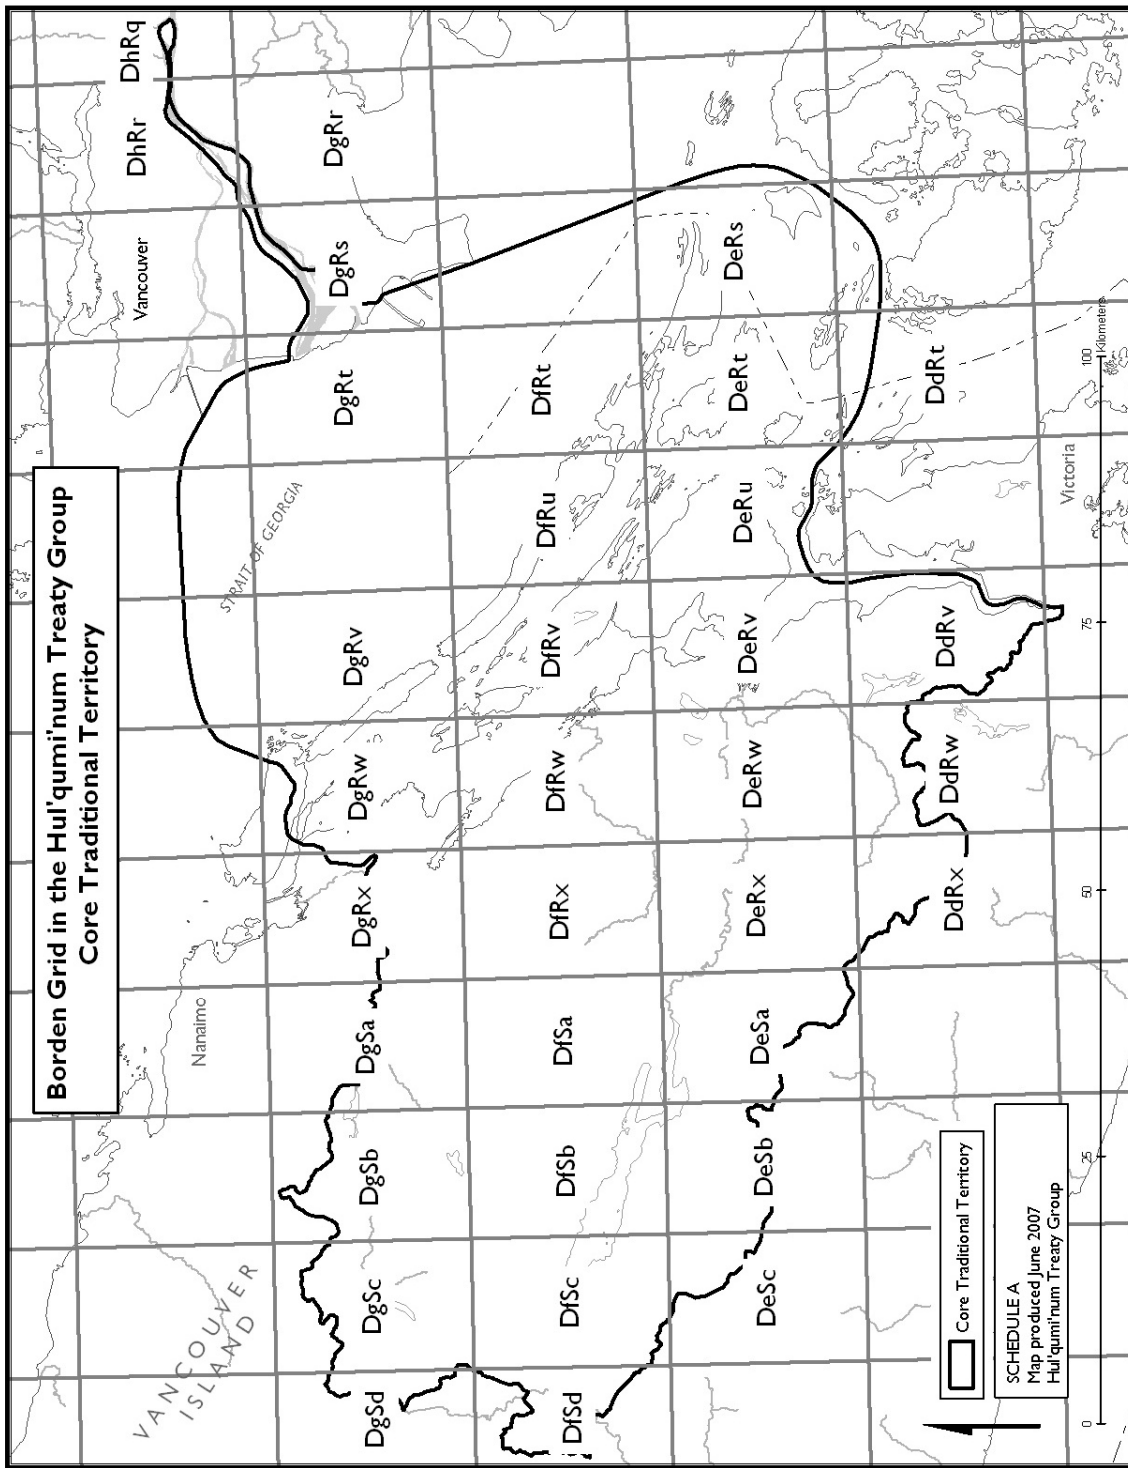 Borden Grid in the Hul'qumi'num Treaty Group
Core Traditional Territory
DhRr
DhRq
Vancouver
Nanaimo
STRAIT OF GEORGIA
VANCOUVER
ISLAND
DgSd
DgSc
DgSb
DgSa
DgRx
DgRw
DgRv
DgRt
DgRs
DgRr
DfSd
DfSc
DfSb
DfSa
DfRx
DfRw
DfRv
DfRu
DfRt
DeSc
DeSb
DeSa
DeRx
DeRw
DeRv
DeRu
DeRt
DeRs
DdRx
DdRw
DdRv
DdRt
Victoria
Core Traditional Territory
SCHEDULE A
Map produced June 2007
Hul'qumi'num Treaty Group
0 25 50 75 100
Kilometers